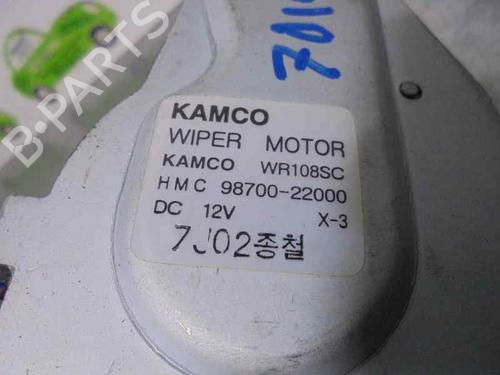 KAMCO
WIPER MOTOR
KAMCO WR108SC
HMC 98700-22000
DC 12V X-3
7J02종철
B-PARTS